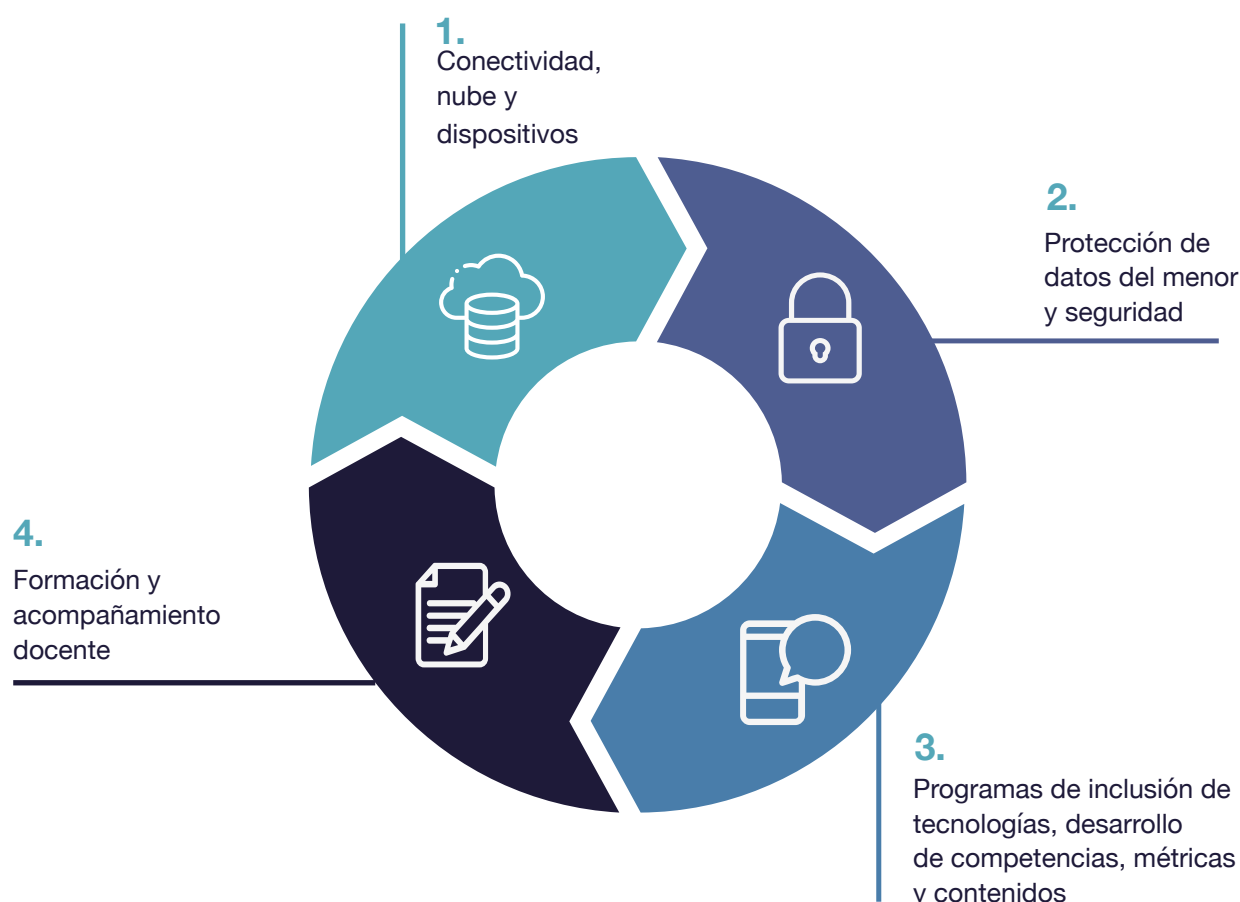 1.
Conectividad,
nube y
dispositivos
2.
Protección de
datos del menor
y seguridad
3.
Programas de inclusión de
tecnologías, desarrollo
de competencias, métricas
y contenidos
4.
Formación y
acompañamiento
docente